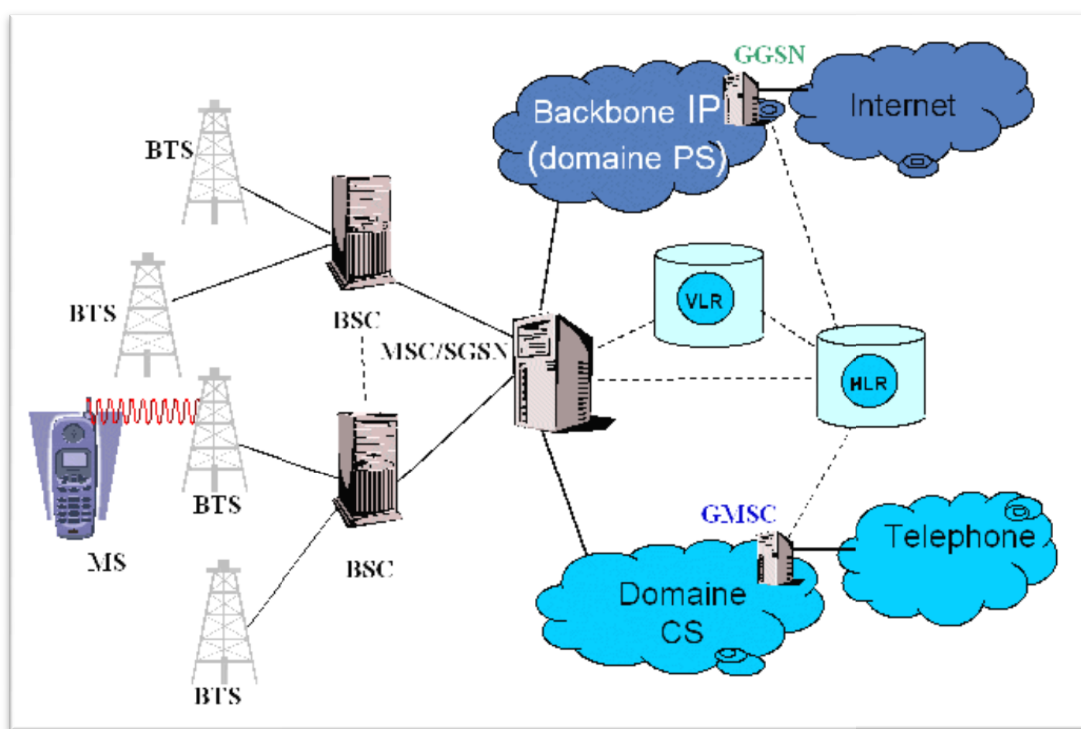 GGSN
Backbone IP
(domaine PS)
Internet
BTS
BTS
BSC
MSC/SGSN
VLR
HLR
BTS
MS
BSC
GMSC
Telephone
Domaine
CS
BTS